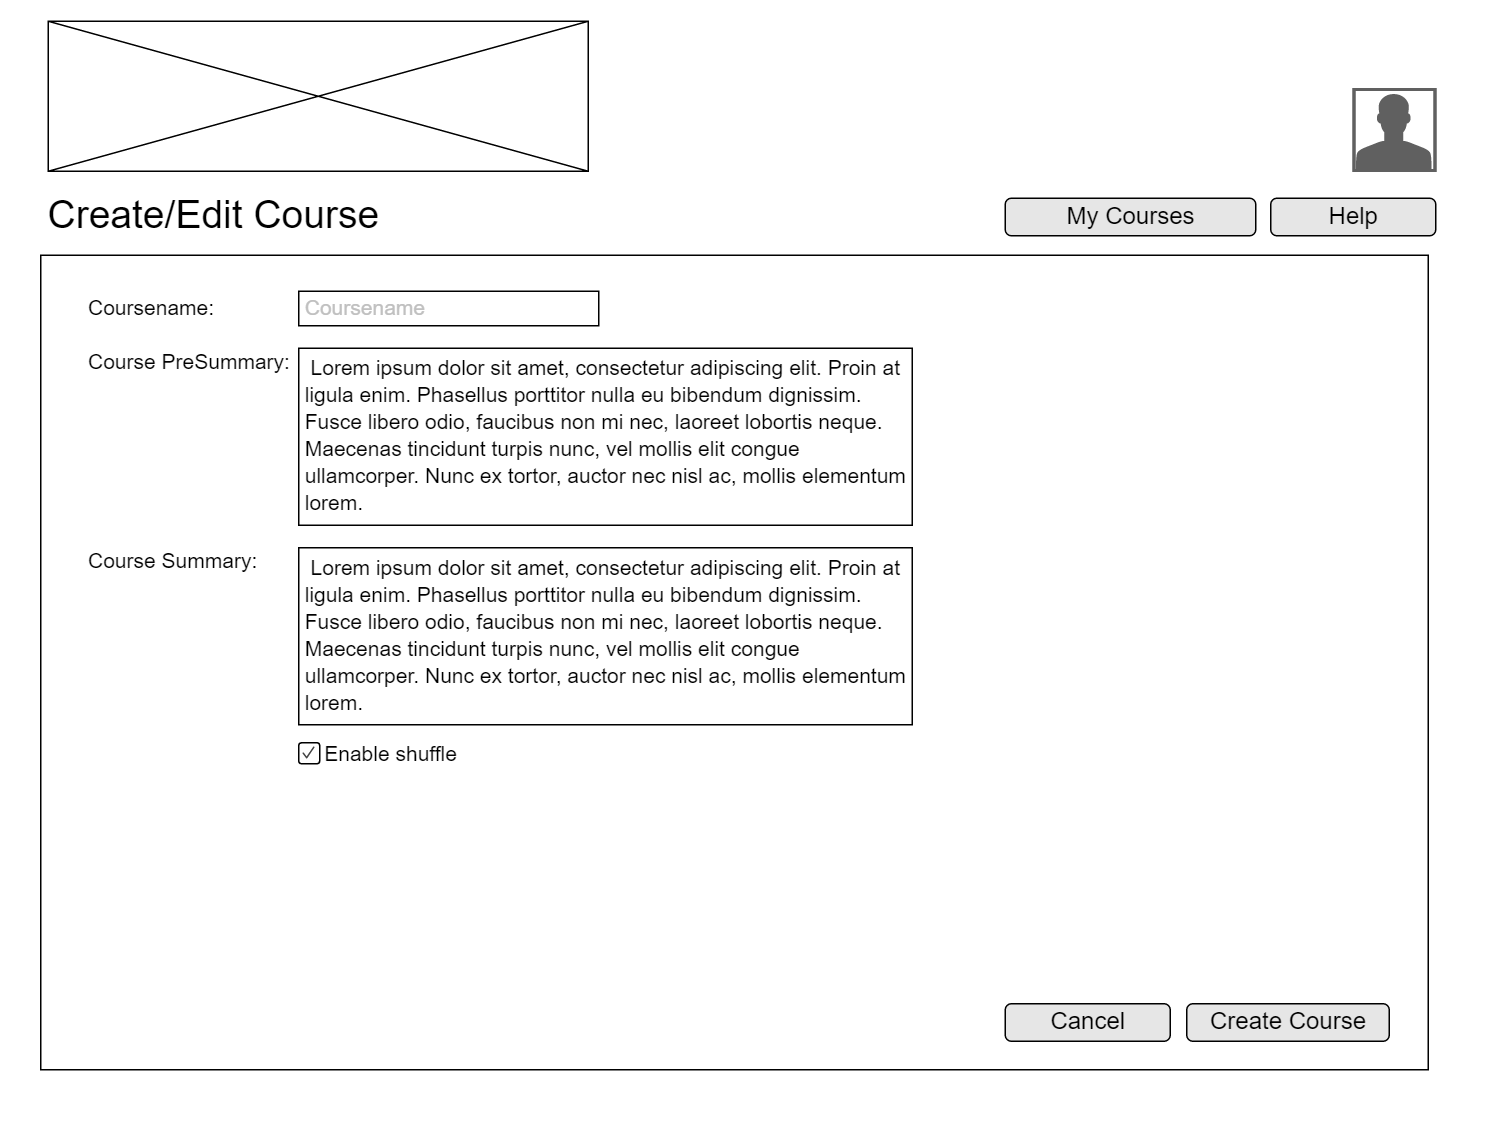 Create/Edit Course
My Courses
Help
Coursename:
Coursename
Course PreSummary:
Lorem ipsum dolor sit amet, consectetur adipiscing elit. Proin at
ligula enim. Phasellus porttitor nulla eu bibendum dignissim.
Fusce libero odio, faucibus non mi nec, laoreet lobortis neque.
Maecenas tincidunt turpis nunc, vel mollis elit congue
ullamcorper. Nunc ex tortor, auctor nec nisl ac, mollis elementum
lorem.
Course Summary:
Lorem ipsum dolor sit amet, consectetur adipiscing elit. Proin at
ligula enim. Phasellus porttitor nulla eu bibendum dignissim.
Fusce libero odio, faucibus non mi nec, laoreet lobortis neque.
Maecenas tincidunt turpis nunc, vel mollis elit congue
ullamcorper. Nunc ex tortor, auctor nec nisl ac, mollis elementum
lorem.
Enable shuffle
Cancel
Create Course